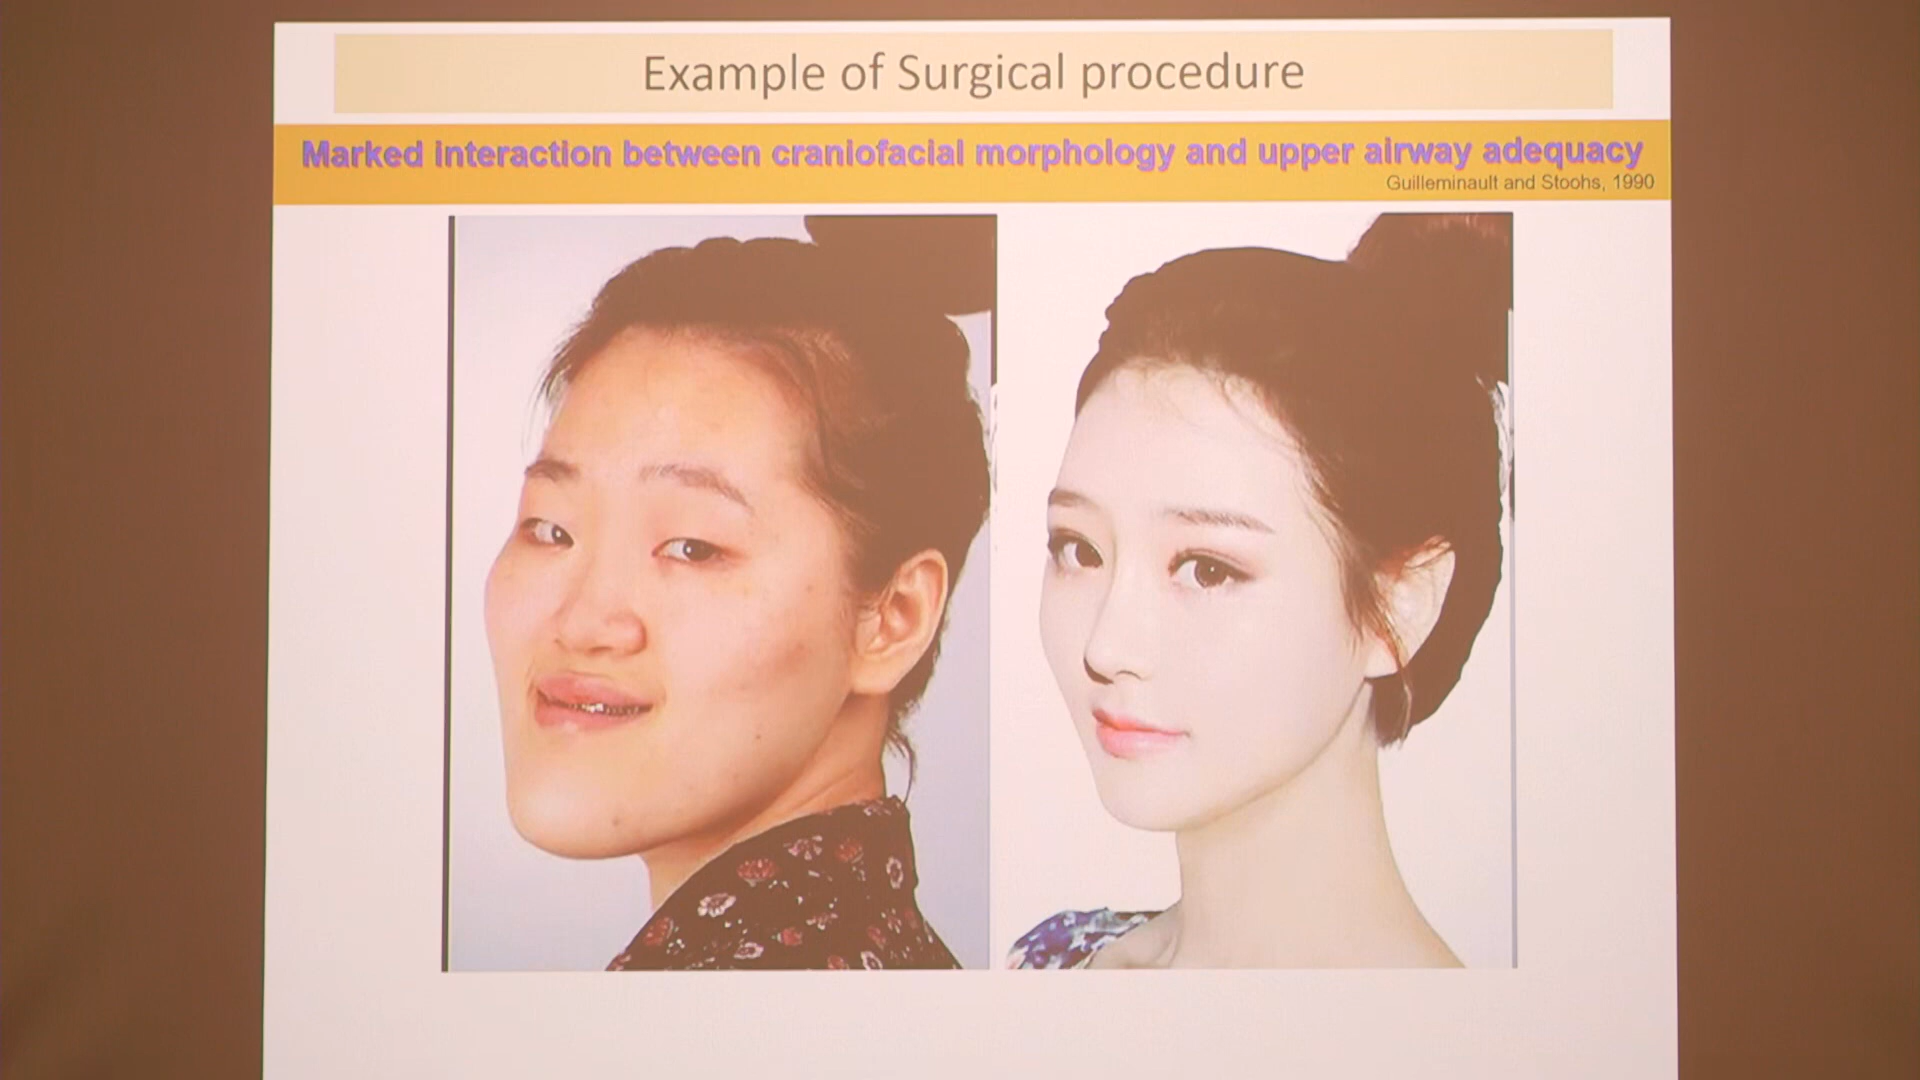 Example of Surgical procedure
Marked interaction between craniofacial morphology and upper airway adequacy
Guilleminault and Stoohs, 1990